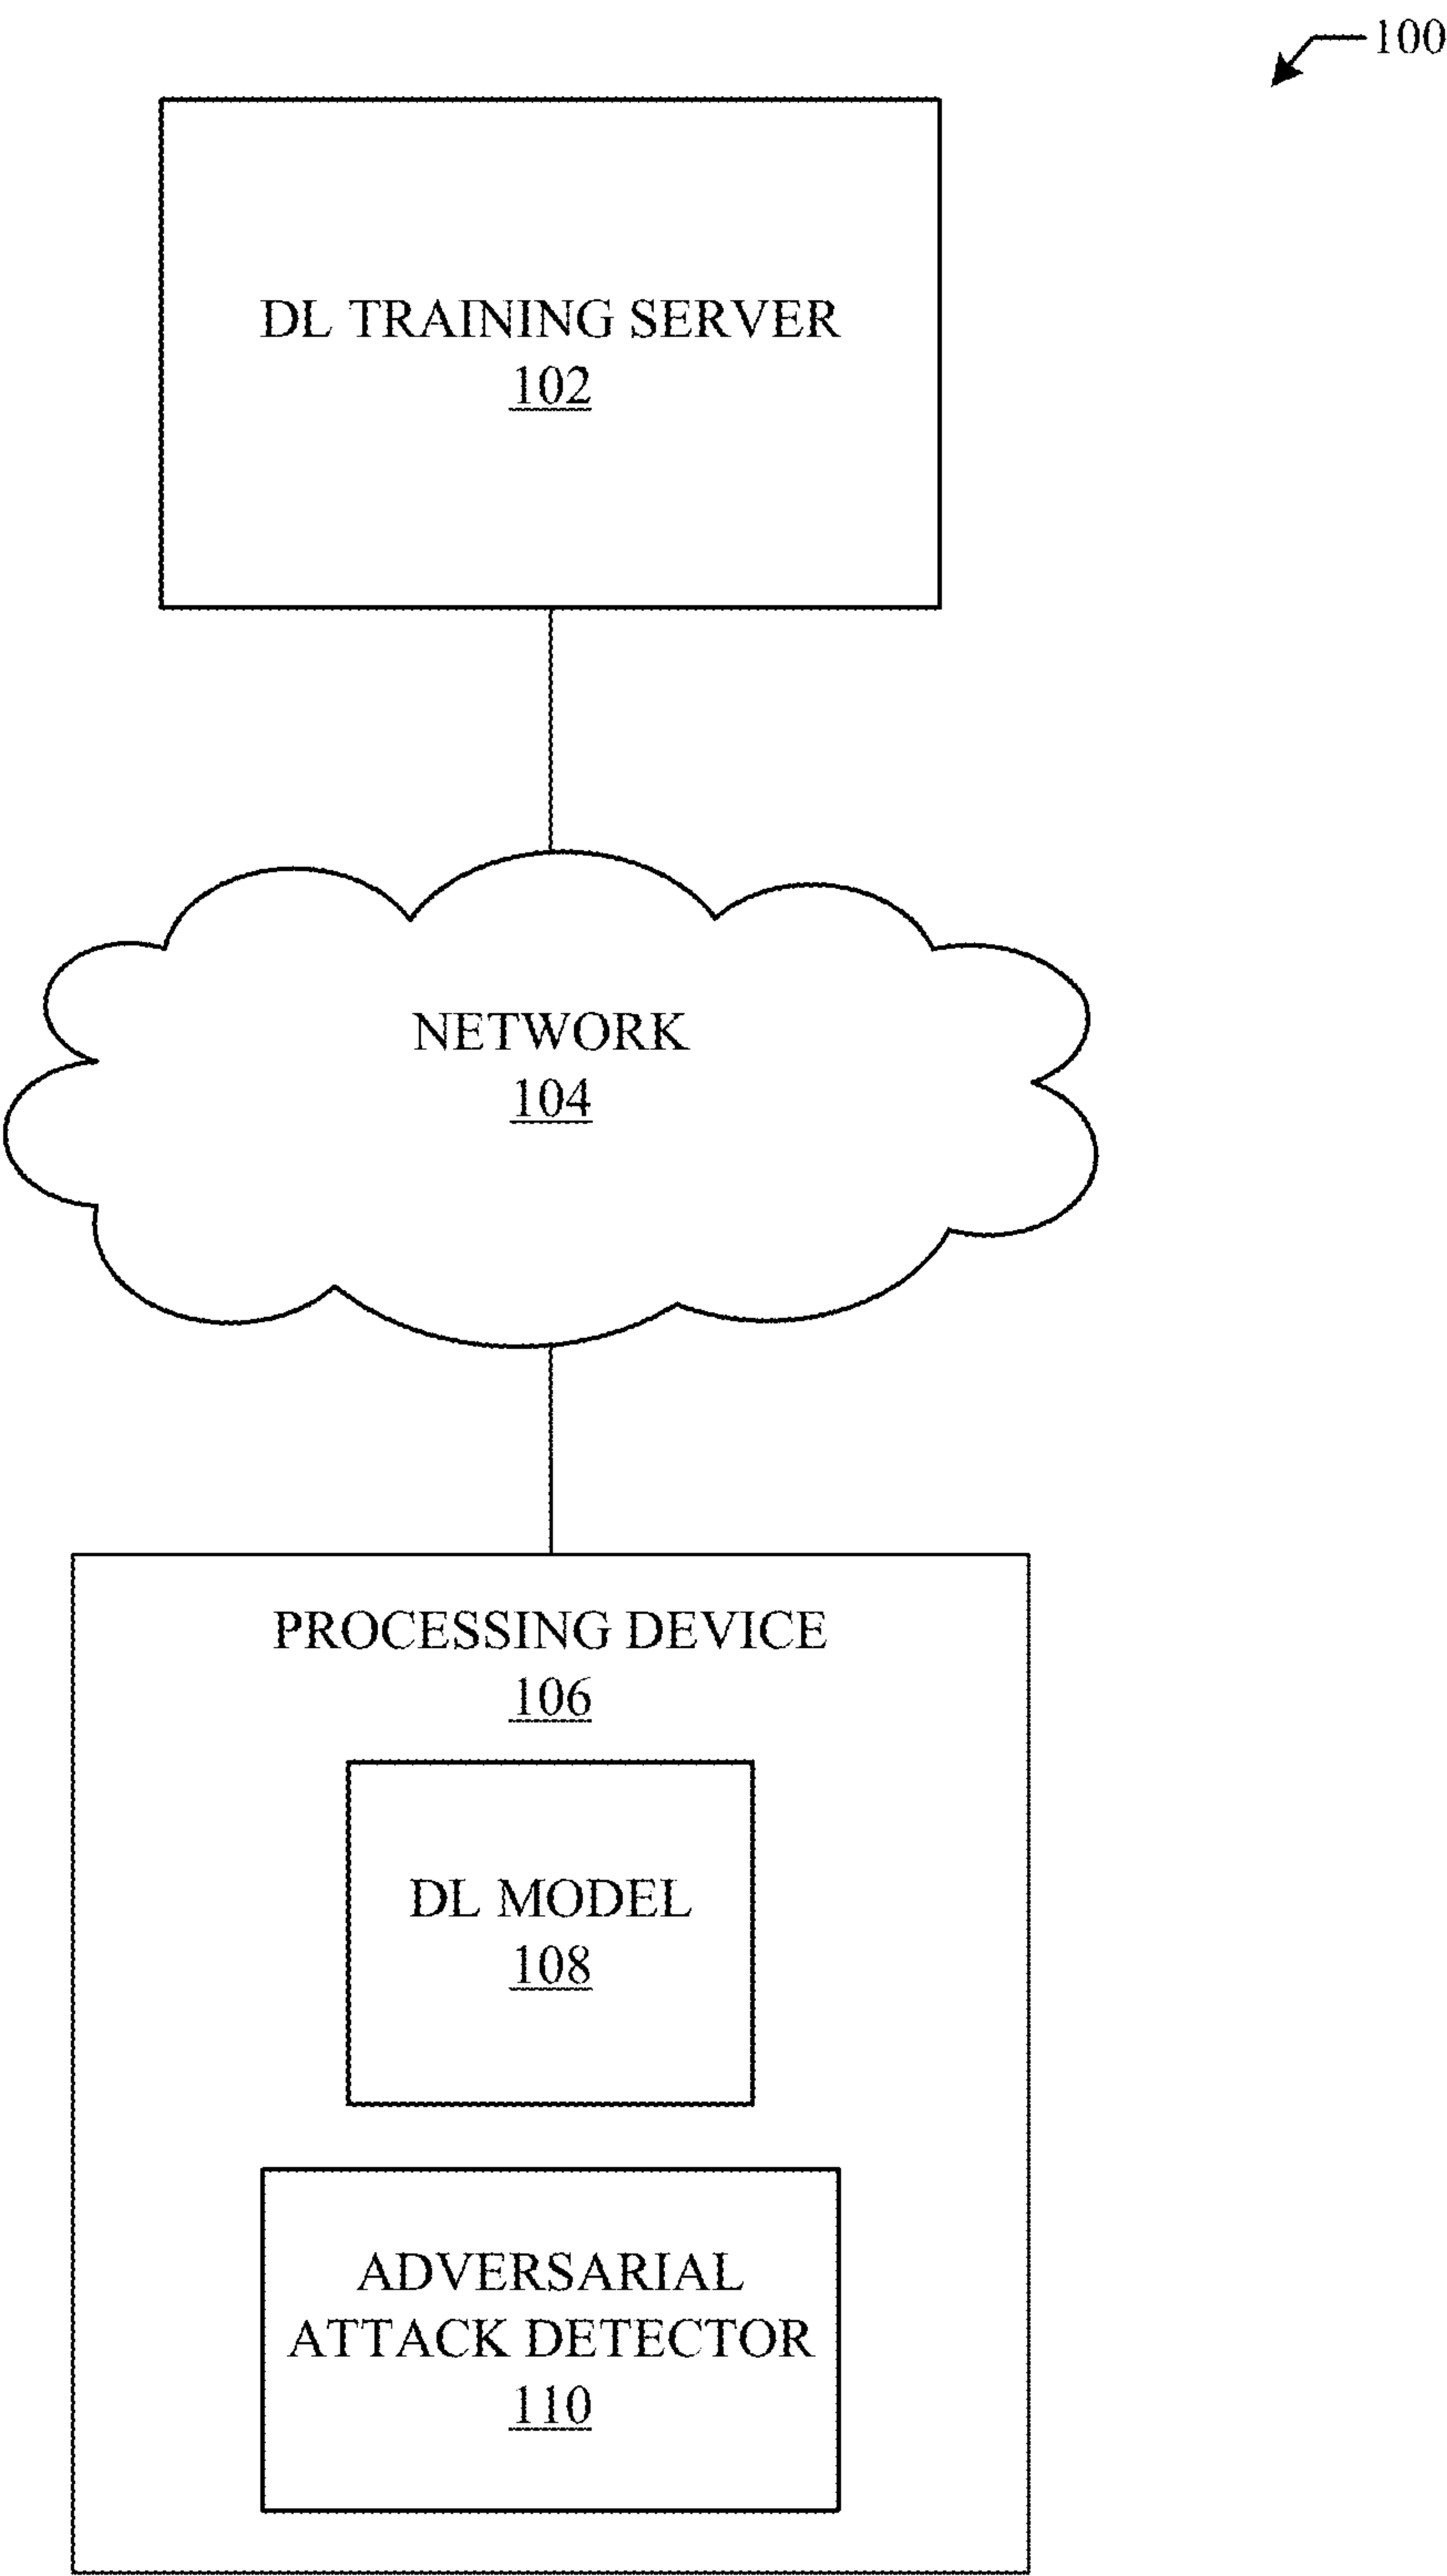 100
DL TRAINING SERVER
102
NETWORK
104
PROCESSING DEVICE
106
DL MODEL
108
ADVERSARIAL
ATTACK DETECTOR
110